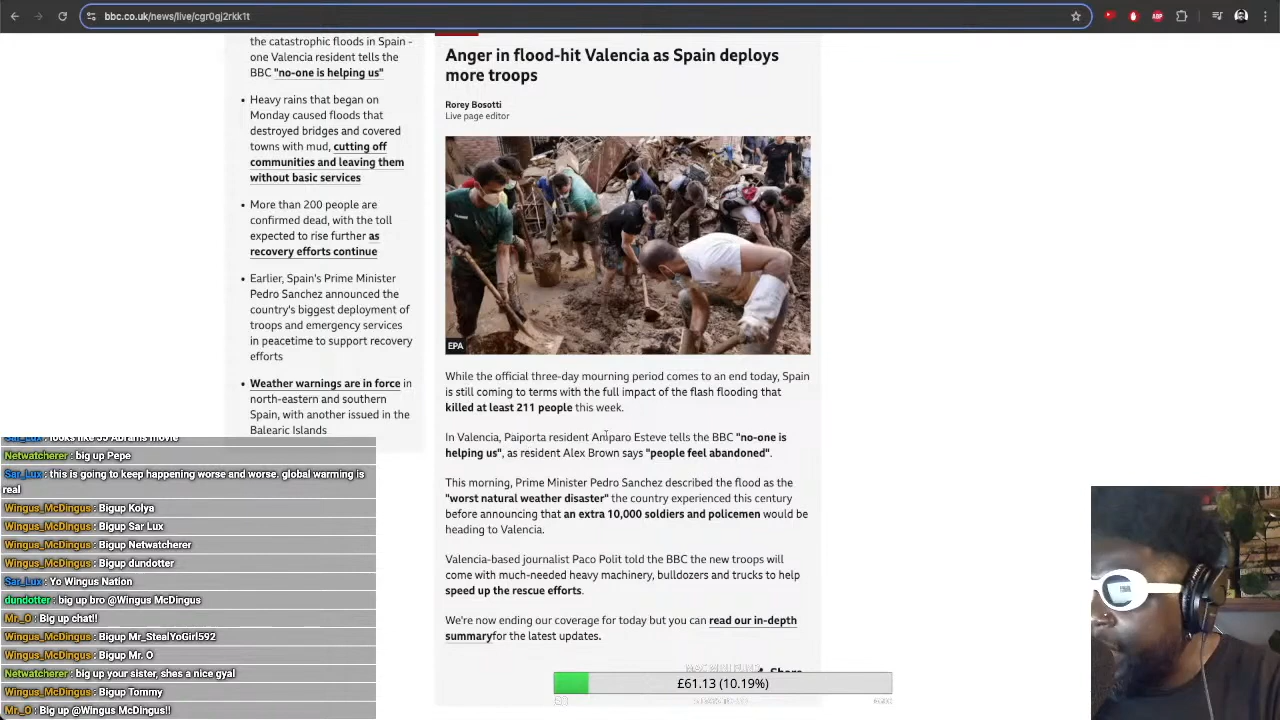 bbc.co.uk/news/live/cgr0gj2rkk1t
the catastrophic floods in Spain -
one Valencia resident tells the
BBC "no-one is helping us"
• Heavy rains that began on
Monday caused floods that
destroyed bridges and covered
towns with mud, cutting off
communities and leaving them
without basic services
• More than 200 people are
confirmed dead, with the toll
expected to rise further as
recovery efforts continue
• Earlier, Spain's Prime Minister
Pedro Sanchez announced the
country's biggest deployment of
troops and emergency services
in peacetime to support recovery
efforts
• Weather warnings are in force in
north-eastern and southern
Spain, with another issued in the
Balearic Islands
Anger in flood-hit Valencia as Spain deploys
more troops
Rorey Bosotti
Live page editor
EPA
While the official three-day mourning period comes to an end today, Spain
is still coming to terms with the full impact of the flash flooding that
killed at least 211 people this week.
In Valencia, Paiporta resident Amparo Esteve tells the BBC "no-one is
helping us", as resident Alex Brown says "people feel abandoned".
This morning, Prime Minister Pedro Sanchez described the flood as the
"worst natural weather disaster" the country experienced this century
before announcing that an extra 10,000 soldiers and policemen would be
heading to Valencia.
Valencia-based journalist Paco Polit told the BBC the new troops will
come with much-needed heavy machinery, bulldozers and trucks to help
speed up the rescue efforts.
We're now ending our coverage for today but you can read our in-depth
summaryfor the latest updates.
Share
£61.13 (10.19%)
Sar_Lux: looks like JJ Abrams movie
Netwatcherer : big up Pepe
Sar_Lux : this is going to keep happening worse and worse. global warming is
real
Wingus_McDingus : Bigup Kolya
Wingus_McDingus : Bigup Sar Lux
Wingus_McDingus : Bigup Netwatcherer
Wingus_McDingus : Bigup dundotter
Sar_Lux : Yo Wingus Nation
dundotter : big up bro @Wingus McDingus
Mr_O : Big up chat!!
Wingus_McDingus : Bigup Mr_StealYoGirl592
Wingus_McDingus : Bigup Mr. O
Netwatcherer : big up your sister, shes a nice gyal
Wingus_McDingus : Bigup Tommy
Mr_O : Big up @Wingus McDingus!!